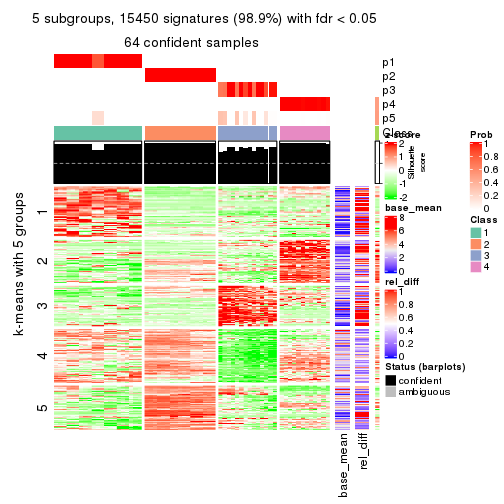 5 subgroups, 15450 signatures (98.9%) with fdr < 0.05
64 confident samples
p1
p2
p3
p4
p5
Class
Silhouette
score
k-means with 5 groups
1
2
3
4
5
base_mean
rel_diff
z-score
2
1
0
-1
-2
base_mean
8
6
4
2
0
rel_diff
1
0.8
0.6
0.4
0.2
0
Status (barplots)
confident
ambiguous
Prob
1
0.8
0.6
0.4
0.2
0
Class
1
2
3
4